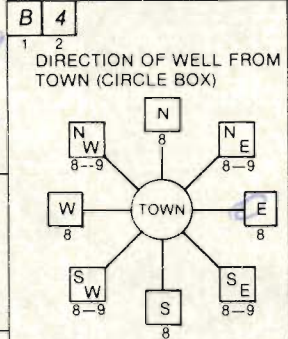 B 4
1 2
DIRECTION OF WELL FROM
TOWN (CIRCLE BOX)
N
8
N W
8--9
N E
8-9
W
8
TOWN
E
8
S W
8-9
S E
8-9
S
8